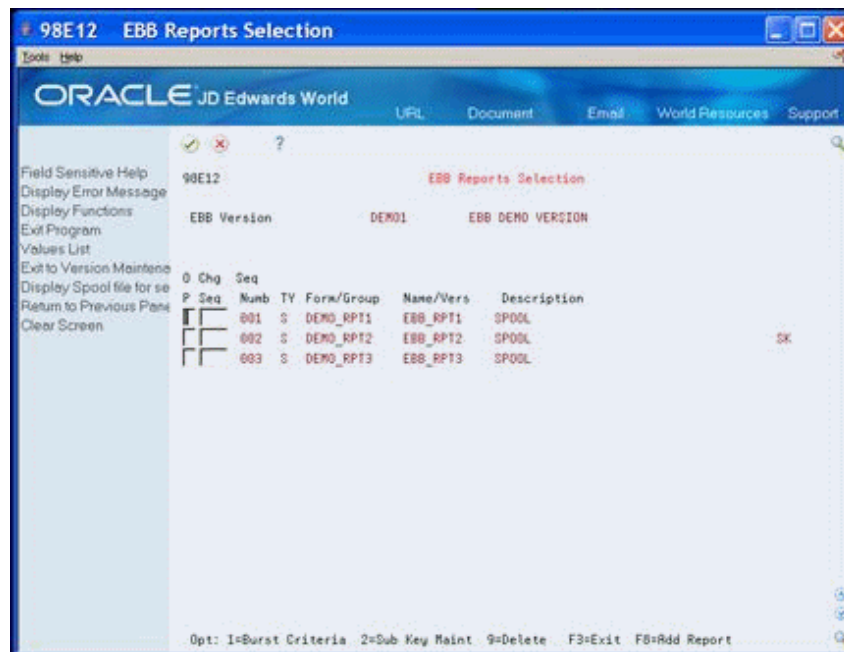 98E12 EBB Reports Selection
Tools Help
ORACLE JD Edwards World
URL Document Email World Resources Support
?
Field Sensitive Help
Display Error Message
Display Functions
Exit Program
Values List
Exit to Version Maintena
Display Spool file for se
Return to Previous Pane
Clear Screen
98E12 EBB Reports Selection
EBB Version DEMO1 EBB DEMO VERSION
O Chg Seq
P Seq Numb TY Form/Group Name/Vers Description
001 S DEMO_RPT1 EBB_RPT1 SPOOL
002 S DEMO_RPT2 EBB_RPT2 SPOOL SK
003 S DEMO_RPT3 EBB_RPT3 SPOOL
Opt: 1=Burst Criteria 2=Sub Key Maint 9=Delete F3=Exit F6=Add Report